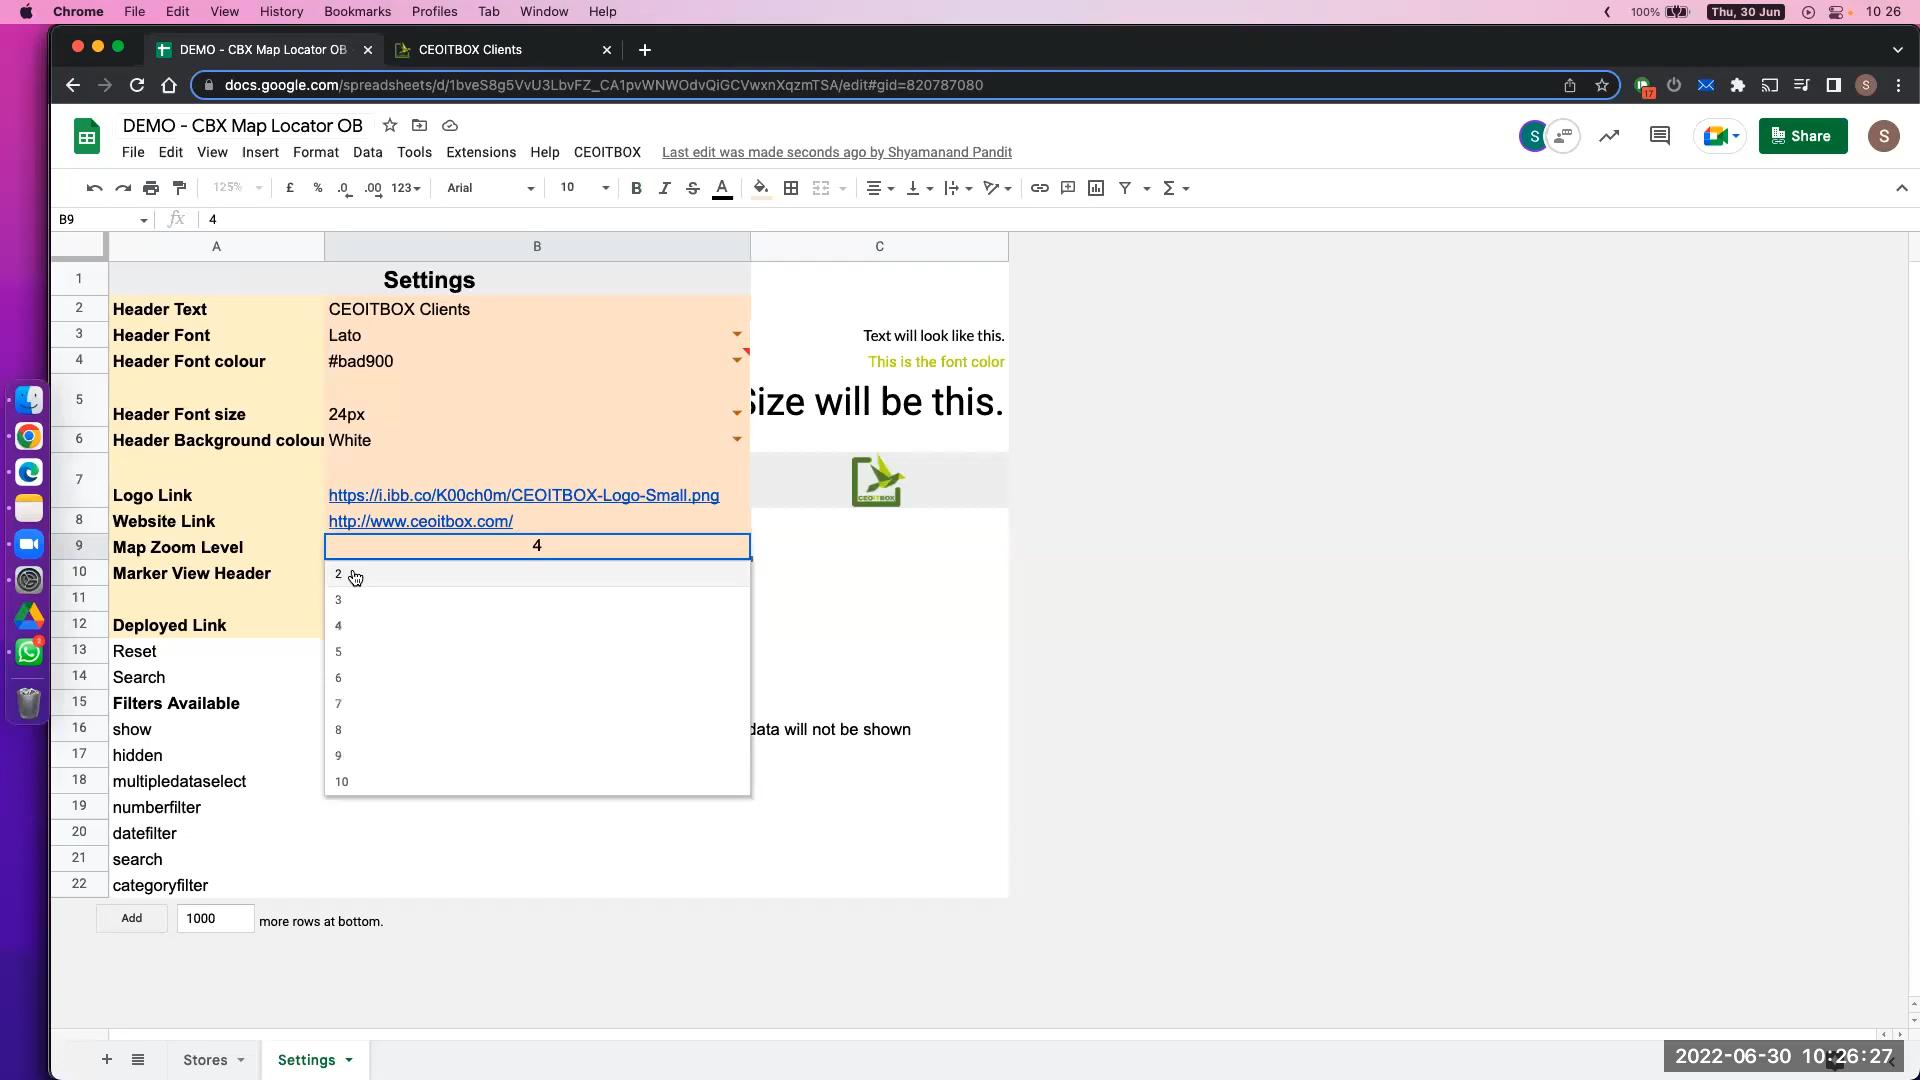 Chrome File Edit View History Bookmarks Profiles Tab Window Help 100% Thu, 30 Jun 10 26
DEMO - CBX Map Locator OB CEOITBOX Clients
docs.google.com/spreadsheets/d/1bveS8g5VvU3LbvFZ_CA1pvWNWOdvQiGCVwxnXqzmTSA/edit#gid=820787080 17 S
DEMO - CBX Map Locator OB
S Share S
File Edit View Insert Format Data Tools Extensions Help CEOITBOX Last edit was made seconds ago by Shyamanand Pandit
125% £ % .0 .00 123 Arial 10 B I S A
B9 fx 4
A B C
1 Settings
2 Header Text CEOITBOX Clients
3 Header Font Lato Text will look like this.
4 Header Font colour #bad900 This is the font color
5 Header Font size 24px Size will be this.
6 Header Background colour White
7 Logo Link https://i.ibb.co/K00ch0m/CEOITBOX-Logo-Small.png CEOITBOX
8 Website Link http://www.ceoitbox.com/
9 Map Zoom Level 4
10 Marker View Header 2
11 3
12 Deployed Link 4
13 Reset 5
14 Search 6
15 Filters Available 7
16 show 8 data will not be shown
17 hidden 9
18 multipledataselect 10
19 numberfilter
20 datefilter
21 search
22 categoryfilter
Add 1000 more rows at bottom.
Stores Settings
2022-06-30 10:26:27